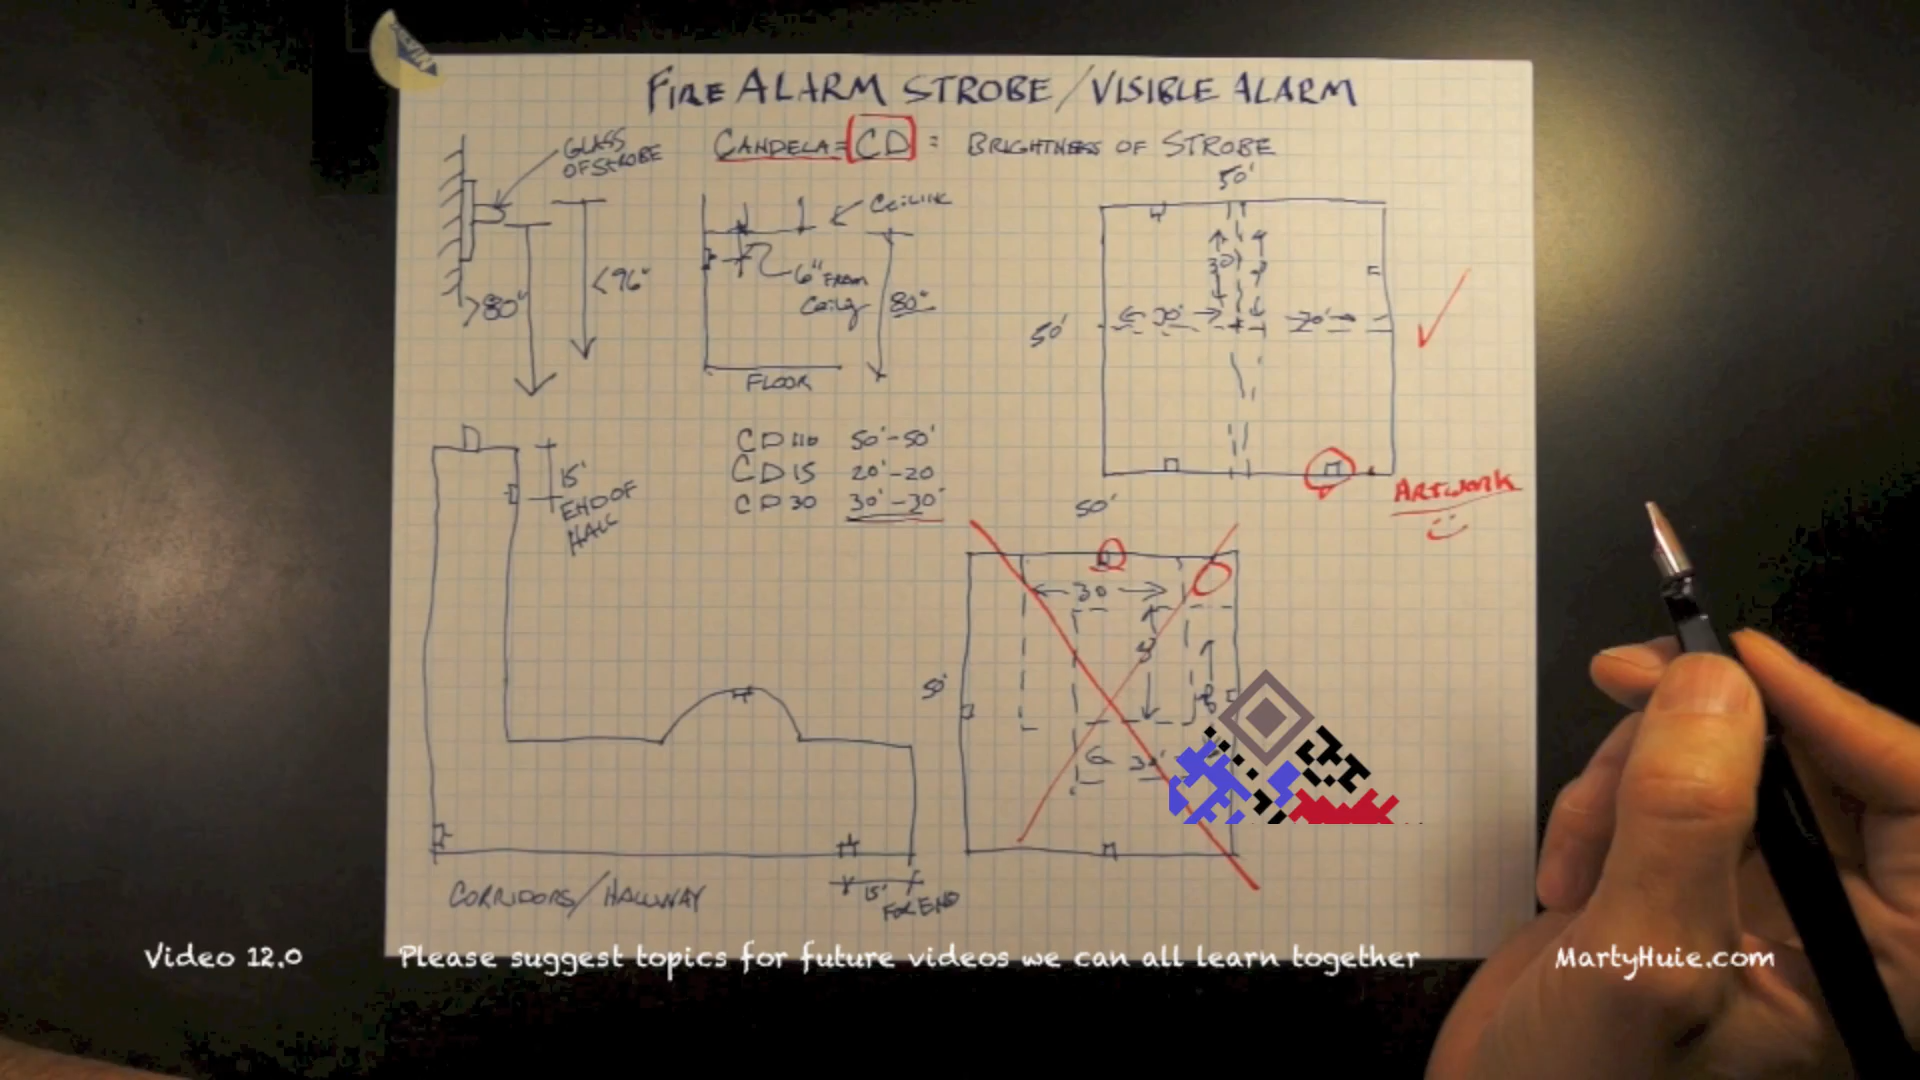 DEVIN
FIRE ALARM STROBE / VISIBLE ALARM
CANDELA = CD = BRIGHTNESS OF STROBE
GLASS
OF STROBE
>80"
<96"
CEILING
6" FROM
CEILG
80"
FLOOR
50'
50'
30'
30'
20'
ARTWORK
CD 110 50'-50'
CD 15 20'-20
CD 30 30'-30'
15'
END OF
HALL
50'
50'
30
30'
CORRIDORS/HALLWAY
15'
FOR END
Video 12.0
Please suggest topics for future videos we can all learn together
MartyHuie.com